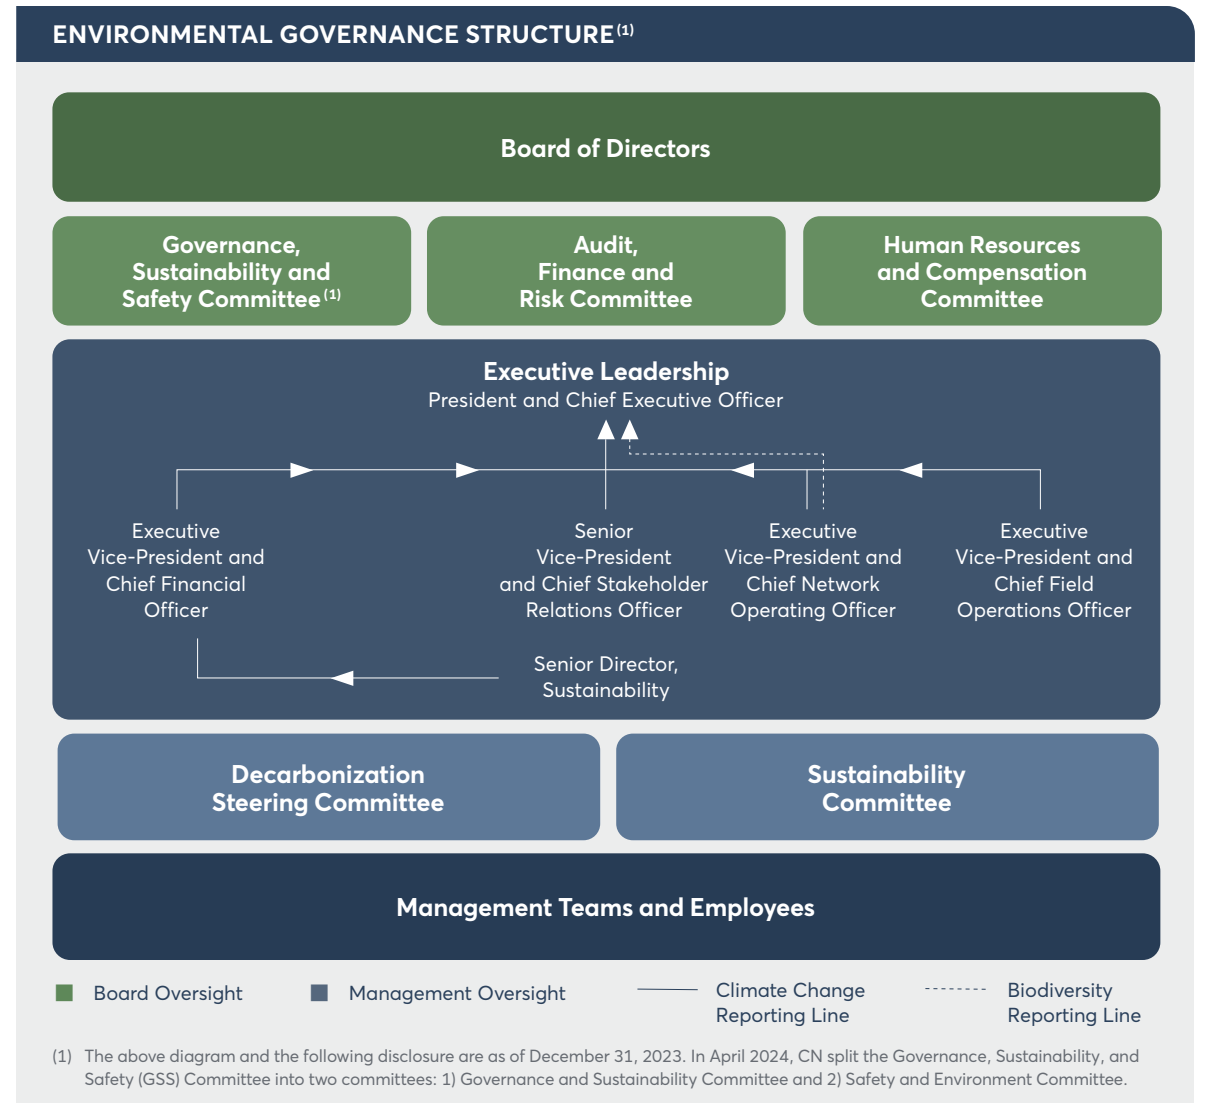 ENVIRONMENTAL GOVERNANCE STRUCTURE(1)
Board of Directors
Governance,
Sustainability and
Safety Committee(1)
Audit,
Finance and
Risk Committee
Human Resources
and Compensation
Committee
Executive Leadership
President and Chief Executive Officer
Executive
Vice-President and
Chief Financial
Officer
Senior
Vice-President
and Chief Stakeholder
Relations Officer
Executive
Vice-President and
Chief Network
Operating Officer
Executive
Vice-President and
Chief Field
Operations Officer
Senior Director,
Sustainability
Decarbonization
Steering Committee
Sustainability
Committee
Management Teams and Employees
Board Oversight
Management Oversight
Climate Change
Reporting Line
Biodiversity
Reporting Line
(1) The above diagram and the following disclosure are as of December 31, 2023. In April 2024, CN split the Governance, Sustainability, and
Safety (GSS) Committee into two committees: 1) Governance and Sustainability Committee and 2) Safety and Environment Committee.